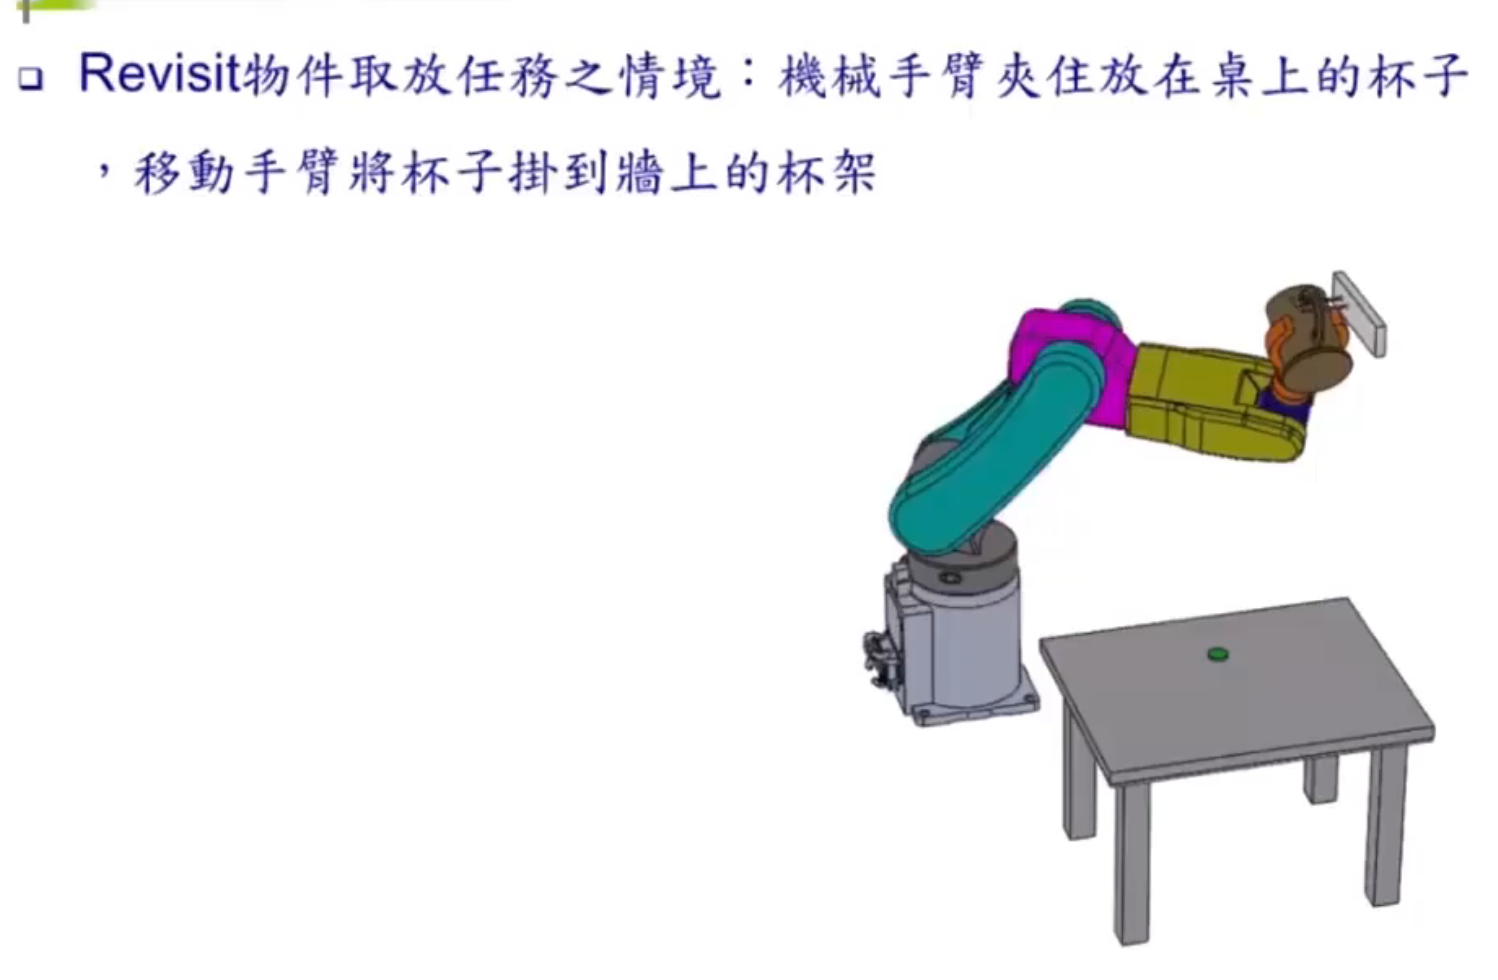 Revisit物件取放任務之情境：機械手臂夾住放在桌上的杯子
，移動手臂將杯子掛到牆上的杯架